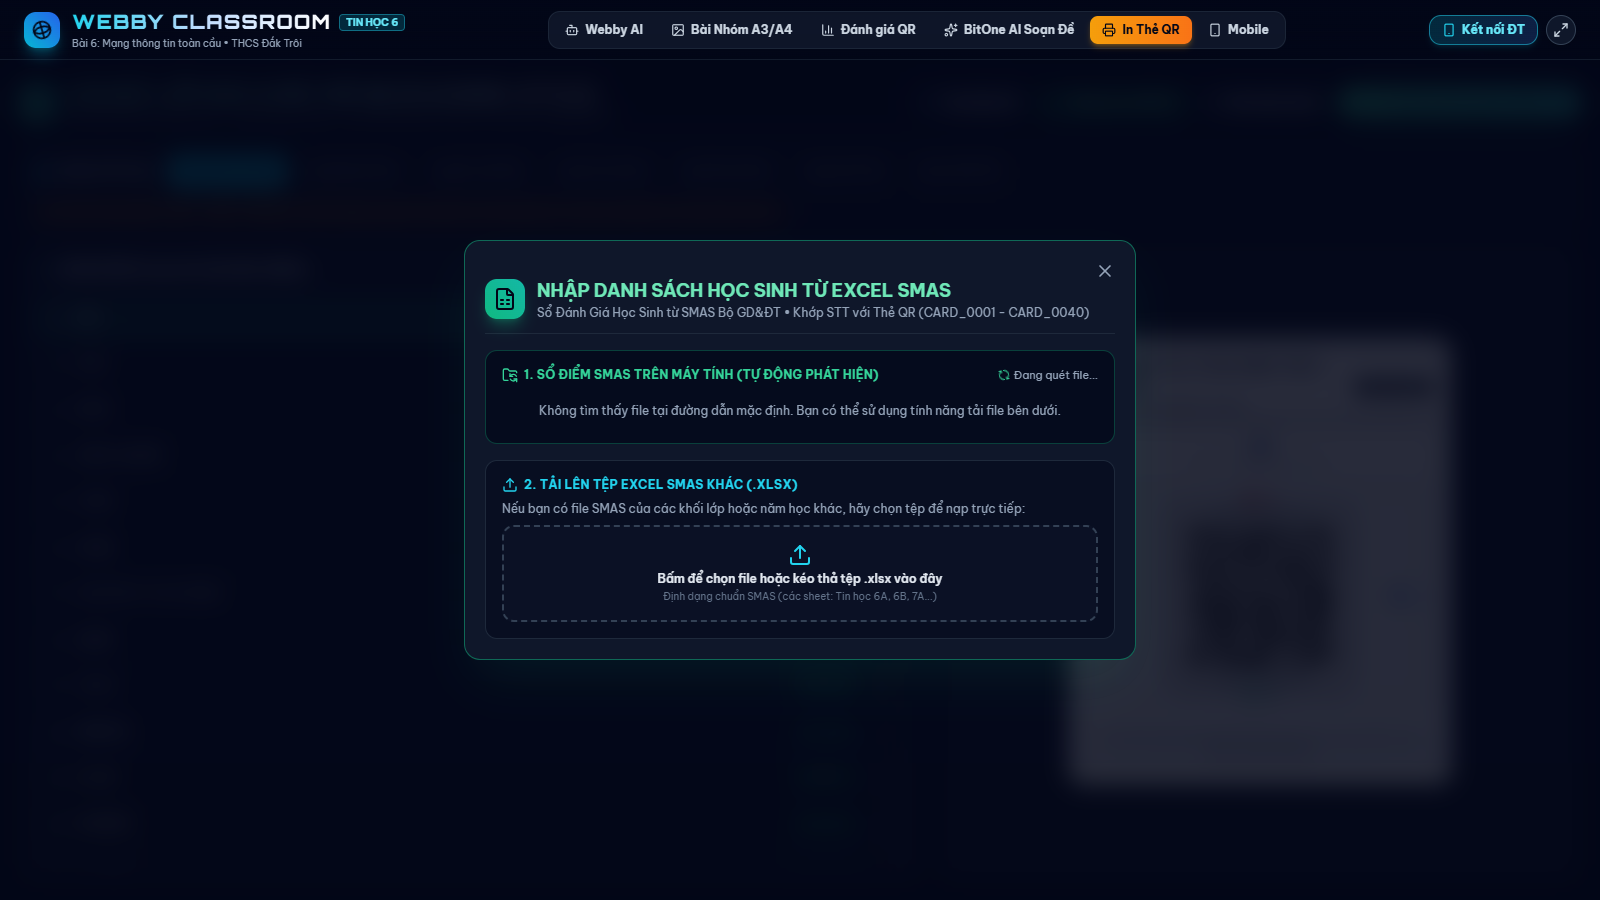 WEBBY CLASSROOM TIN HỌC 6
Bài 6: Mạng thông tin toàn cầu • THCS Đắk Trôi
Webby AI
Bài Nhóm A3/A4
Đánh giá QR
BitOne AI Soạn Đề
In Thẻ QR
Mobile
Kết nối ĐT
NHẬP DANH SÁCH HỌC SINH TỪ EXCEL SMAS
Sổ Đánh Giá Học Sinh từ SMAS Bộ GD&ĐT • Khớp STT với Thẻ QR (CARD_0001 - CARD_0040)
1. SỔ ĐIỂM SMAS TRÊN MÁY TÍNH (TỰ ĐỘNG PHÁT HIỆN)
Đang quét file...
Không tìm thấy file tại đường dẫn mặc định. Bạn có thể sử dụng tính năng tải file bên dưới.
2. TẢI LÊN TỆP EXCEL SMAS KHÁC (.XLSX)
Nếu bạn có file SMAS của các khối lớp hoặc năm học khác, hãy chọn tệp để nạp trực tiếp:
Bấm để chọn file hoặc kéo thả tệp .xlsx vào đây
Định dạng chuẩn SMAS (các sheet: Tin học 6A, 6B, 7A...)